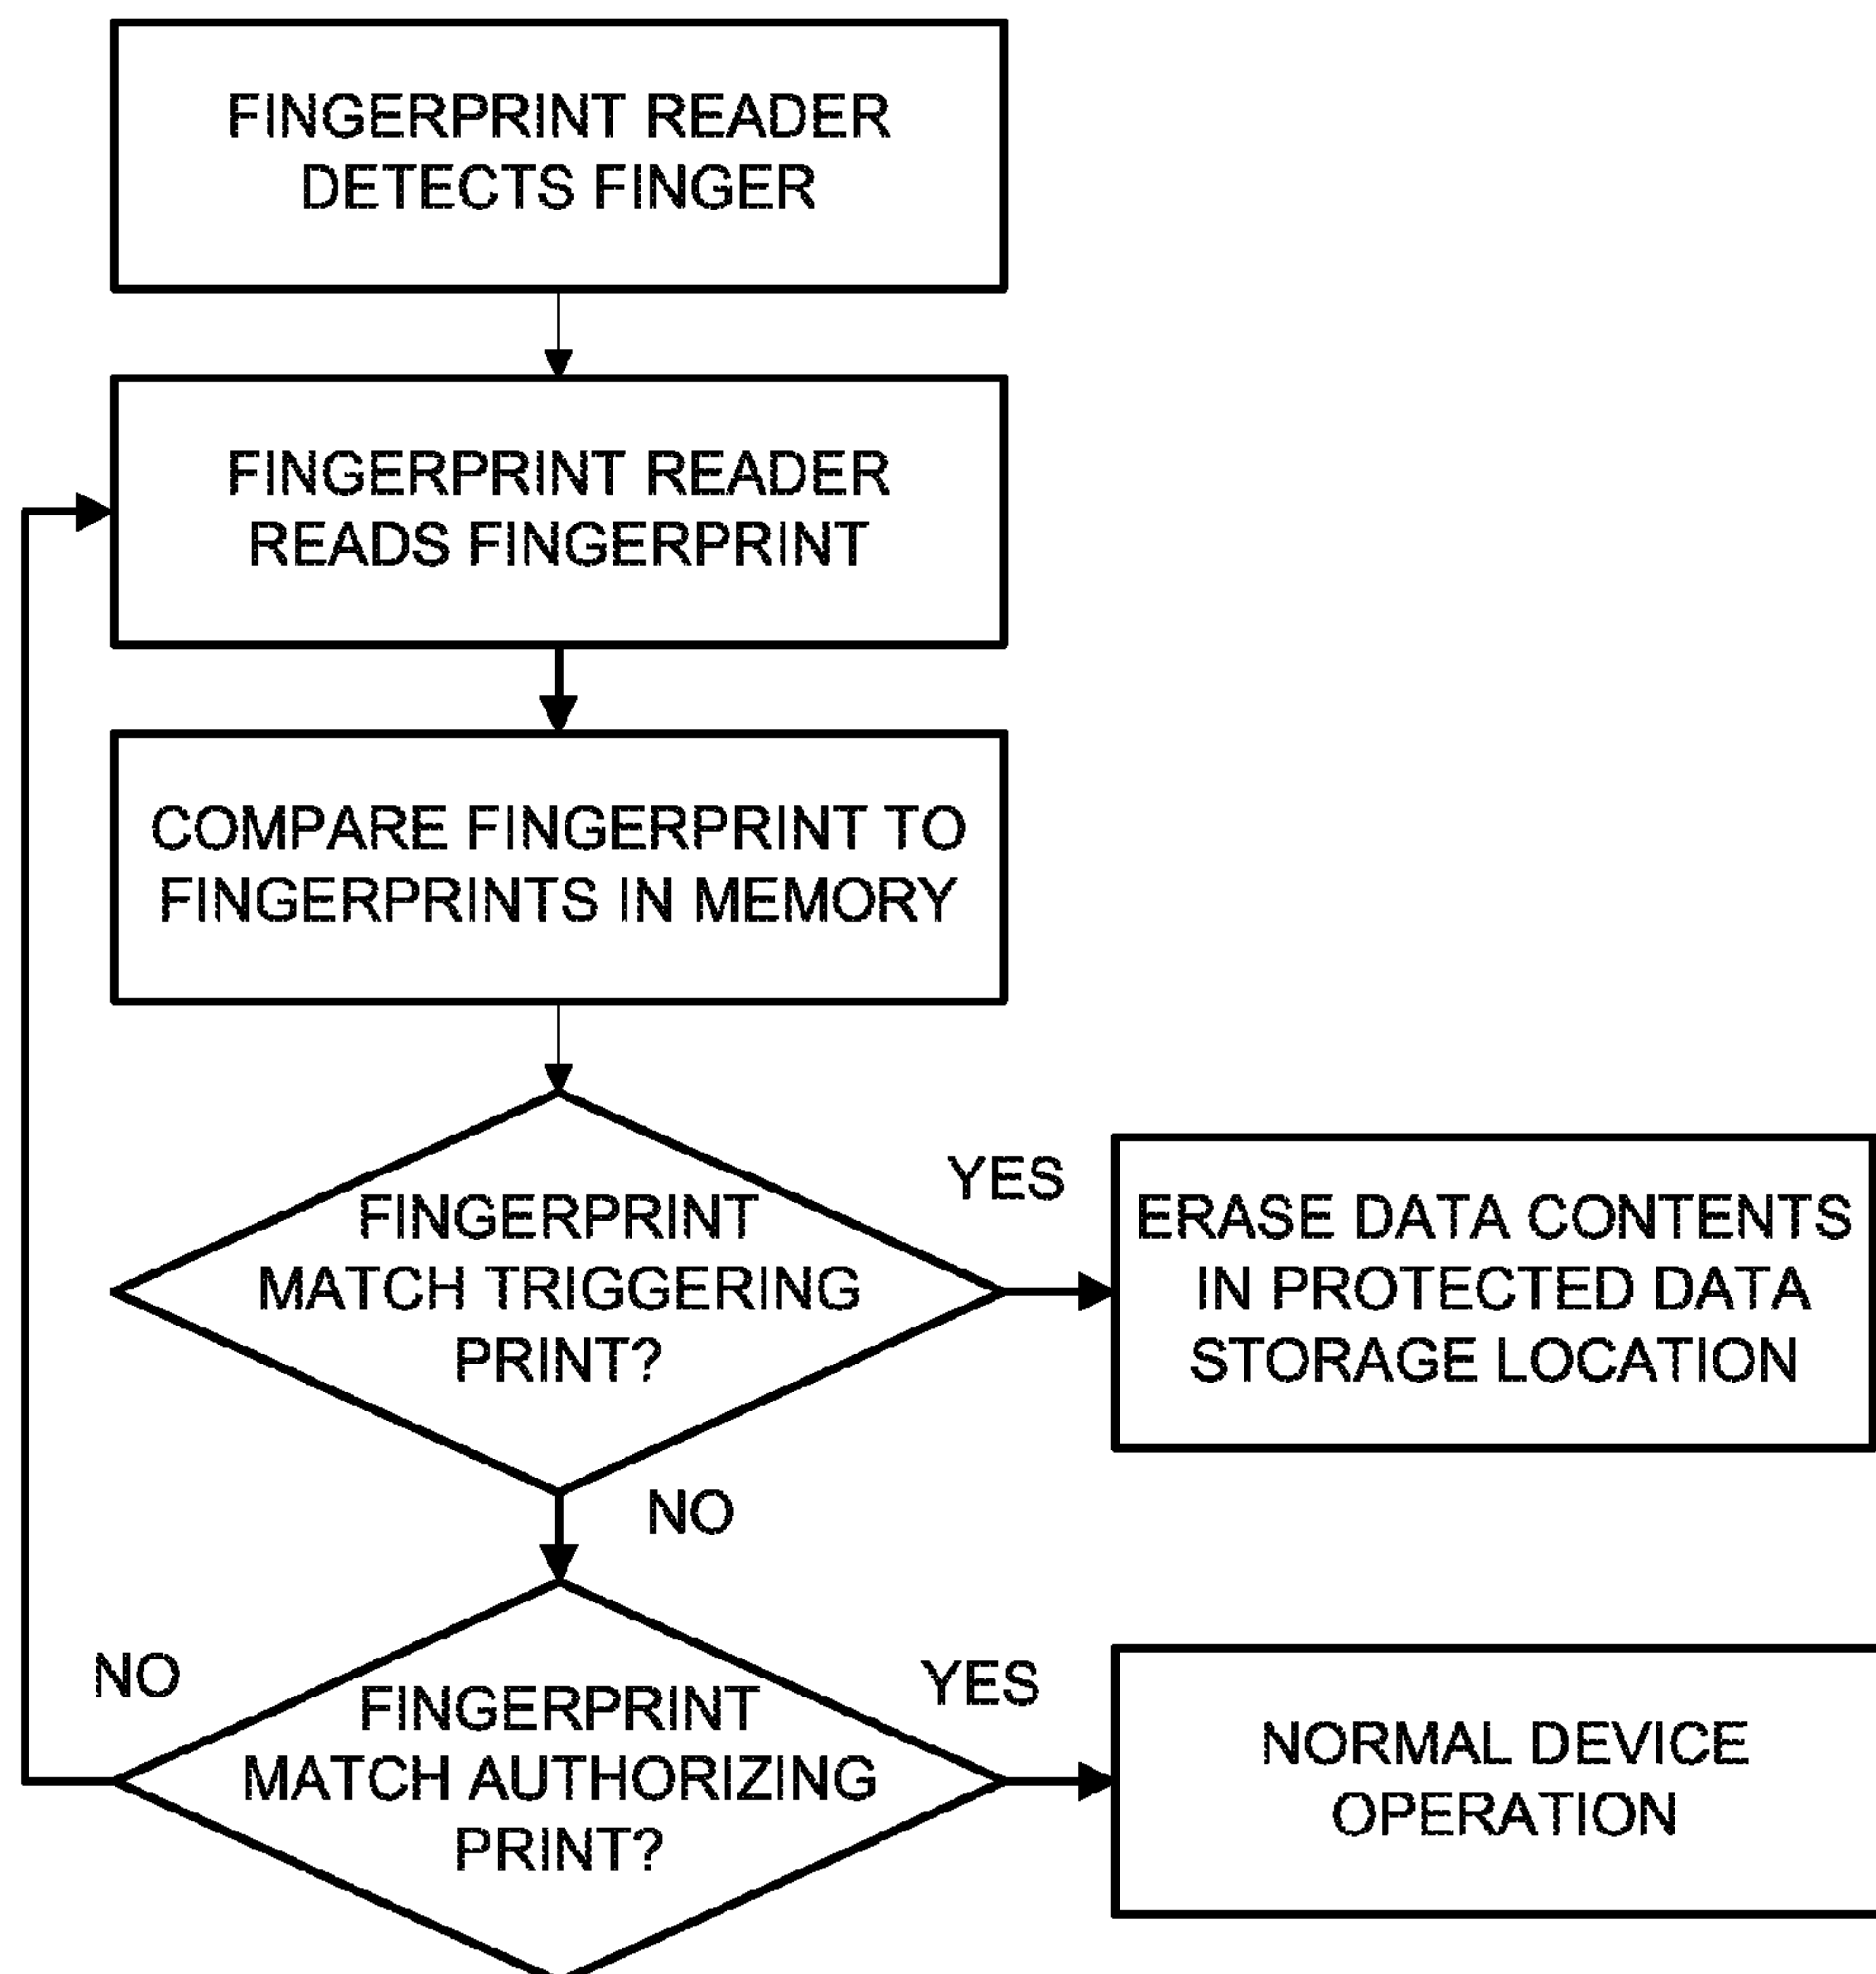 FINGERPRINT READER
DETECTS FINGER
FINGERPRINT READER
READS FINGERPRINT
COMPARE FINGERPRINT TO
FINGERPRINTS IN MEMORY
FINGERPRINT
MATCH TRIGGERING
PRINT?
YES
ERASE DATA CONTENTS
IN PROTECTED DATA
STORAGE LOCATION
NO
NO
FINGERPRINT
MATCH AUTHORIZING
PRINT?
YES
NORMAL DEVICE
OPERATION